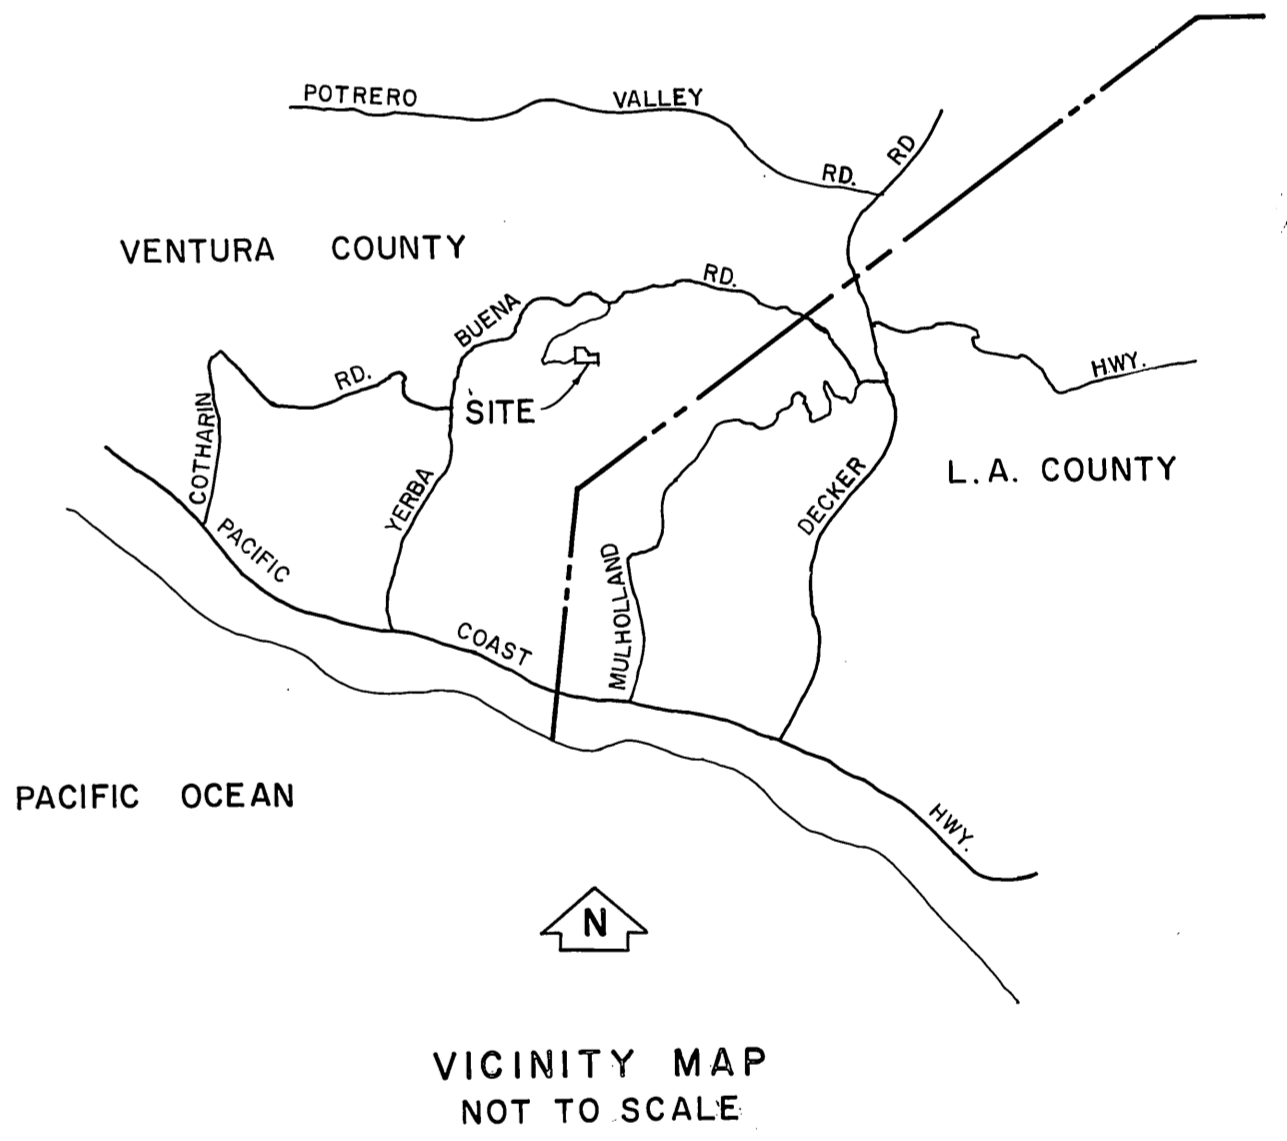 POTRERO VALLEY RD.
RD
VENTURA COUNTY
BUENA RD.
RD.
SITE
HWY.
COTHARIN
YERBA
L.A. COUNTY
DECKER
PACIFIC
MULHOLLAND
COAST
PACIFIC OCEAN
HWY.
N
VICINITY MAP
NOT TO SCALE